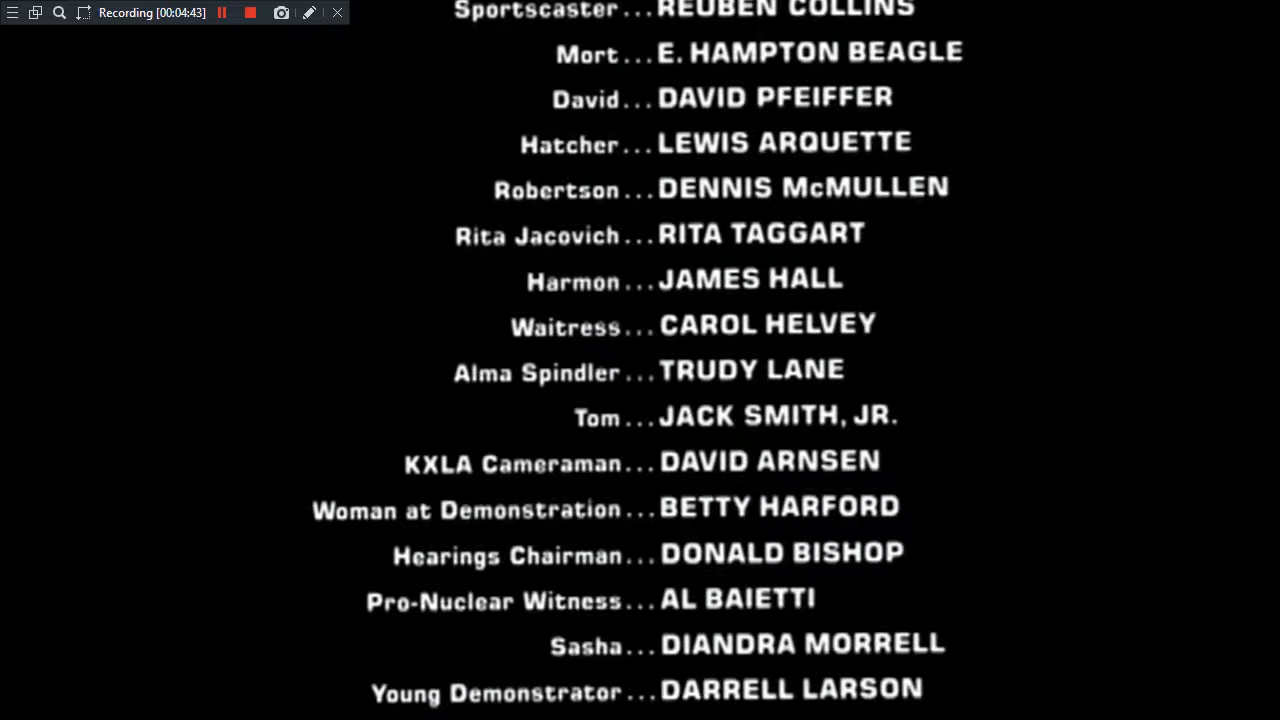 Recording [00:04:43]
Sportscaster...REUBEN COLLINS
Mort...E. HAMPTON BEAGLE
David...DAVID PFEIFFER
Hatcher...LEWIS ARQUETTE
Robertson...DENNIS McMULLEN
Rita Jacovich...RITA TAGGART
Harmon...JAMES HALL
Waitress...CAROL HELVEY
Alma Spindler...TRUDY LANE
Tom...JACK SMITH, JR.
KXLA Cameraman...DAVID ARNSEN
Woman at Demonstration...BETTY HARFORD
Hearings Chairman...DONALD BISHOP
Pro-Nuclear Witness...AL BAIETTI
Sasha...DIANDRA MORRELL
Young Demonstrator...DARRELL LARSON